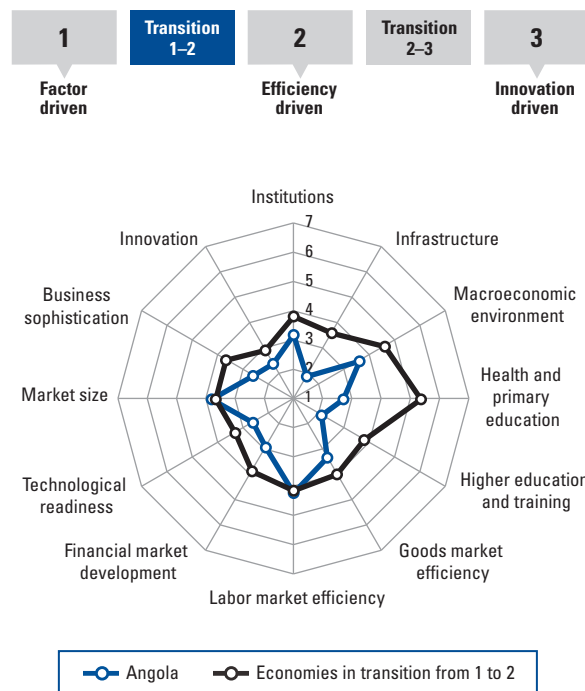 1
Transition
1–2
2
Transition
2–3
3
Factor
driven
Efficiency
driven
Innovation
driven
Institutions
7
Innovation
6
Infrastructure
5
Business
sophistication
4
Macroeconomic
environment
3
2
Market size
1
Health and
primary
education
Technological
readiness
Higher education
and training
Financial market
development
Goods market
efficiency
Labor market efficiency
Angola
Economies in transition from 1 to 2